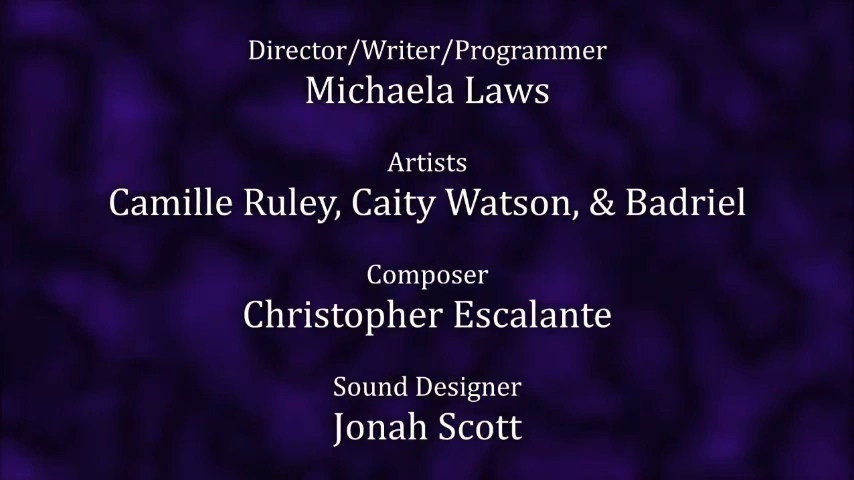 Director/Writer/Programmer
Michaela Laws
Artists
Camille Ruley, Caity Watson, & Badriel
Composer
Christopher Escalante
Sound Designer
Jonah Scott